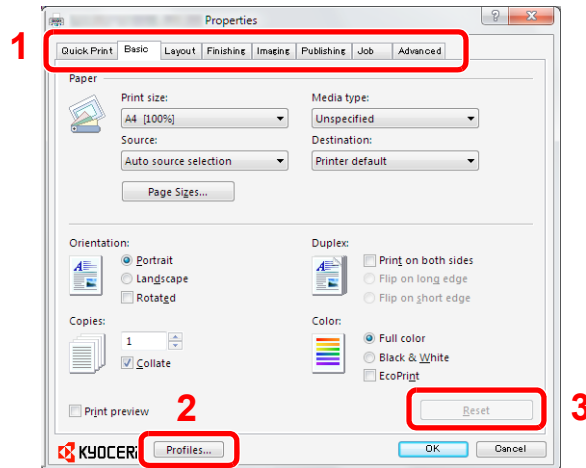 Properties
1
Quick Print Basic Layout Finishing Imaging Publishing Job Advanced
Paper
Print size: Media type:
A4 [100%] Unspecified
Source: Destination:
Auto source selection Printer default
Page Sizes...
Orientation: Duplex:
Portrait Print on both sides
Landscape Flip on long edge
Rotated Flip on short edge
Copies: Color:
1 Full color
Collate Black & White
EcoPrint
Print preview 2 Reset 3
Profiles... OK Cancel